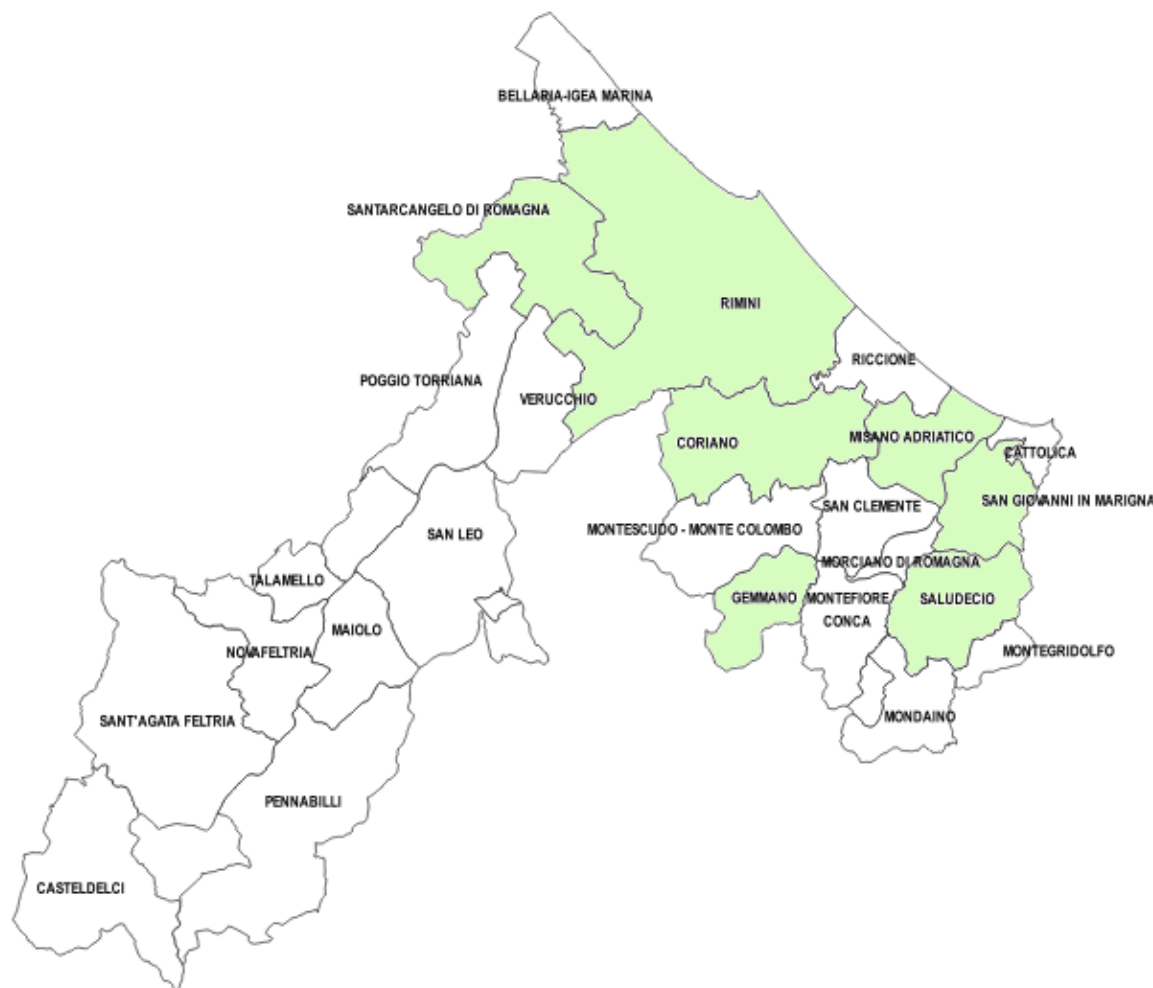 BELLARIA-IGEA MARINA
SANTARCANGELO DI ROMAGNA
RIMINI
RICCIONE
POGGIO TORRIANA
VERUCCHIO
CORIANO
MISANO ADRIATICO
CATTOLICA
SAN GIOVANNI IN MARIGNA
SAN CLEMENTE
MONTESCUDO - MONTE COLOMBO
SAN LEO
MORCIANO DI ROMAGNA
TALAMELLO
GEMMANO
MONTEFIORE
CONCA
SALUDECIO
MAIOLO
NOVAFELTRIA
MONTEGRIDOLFO
SANT'AGATA FELTRIA
MONDAINO
PENNABILLI
CASTELDELCI